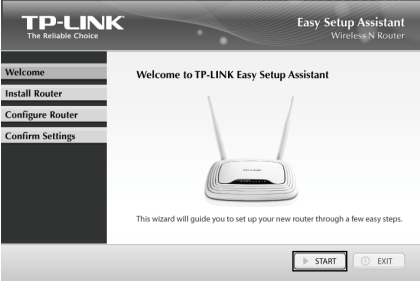 TP-LINK
The Reliable Choice
Easy Setup Assistant
Wireless N Router
Welcome
Install Router
Configure Router
Confirm Settings
Welcome to TP-LINK Easy Setup Assistant
TP-LINK
This wizard will guide you to set up your new router through a few easy steps.
START
EXIT